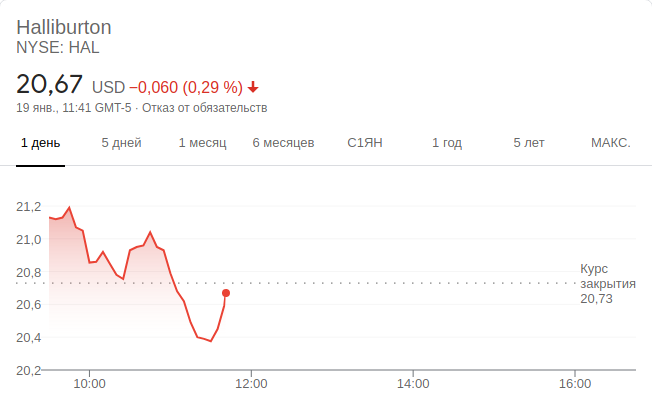 Halliburton
NYSE: HAL
20,67 USD −0,060 (0,29 %)
19 янв., 11:41 GMT-5 · Отказ от обязательств
1 день 5 дней 1 месяц 6 месяцев С1ЯН 1 год 5 лет МАКС.
21,2
21,0
20,8
20,6
20,4
20,2
Курс
закрытия
20,73
10:00 12:00 14:00 16:00